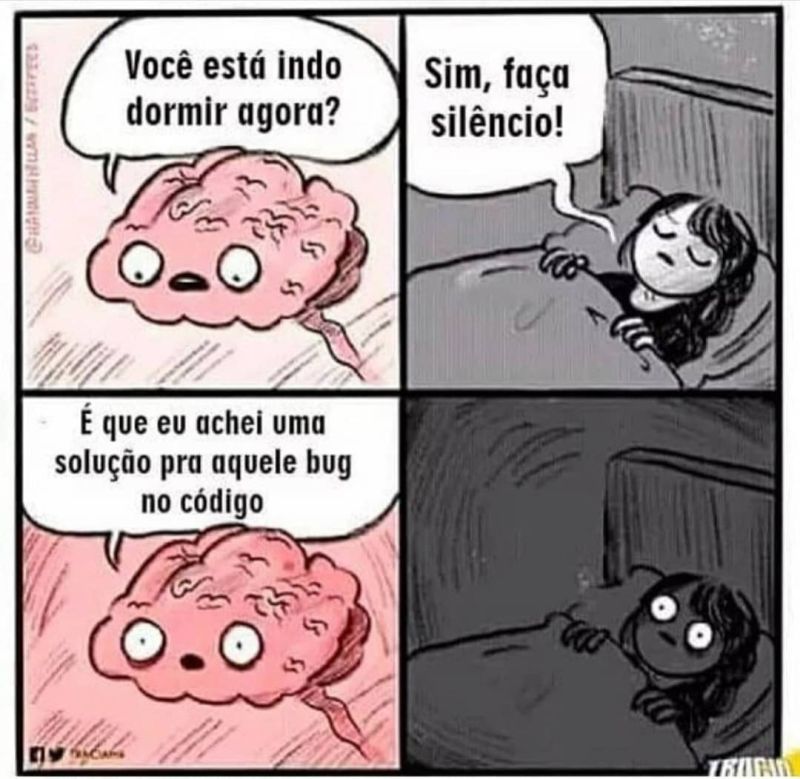 Você está indo
dormir agora?
Sim, faça
silêncio!
É que eu achei uma
solução pra aquele bug
no código